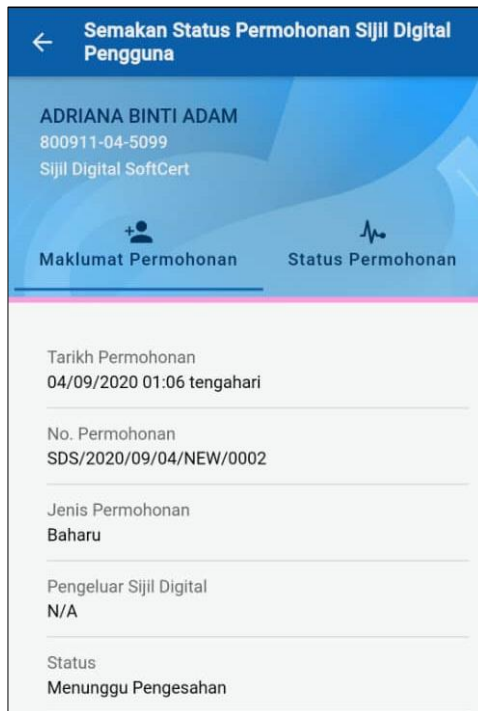 Semakan Status Permohonan Sijil Digital
Pengguna
ADRIANA BINTI ADAM
800911-04-5099
Sijil Digital SoftCert
Maklumat Permohonan
Status Permohonan
Tarikh Permohonan
04/09/2020 01:06 tengahari
No. Permohonan
SDS/2020/09/04/NEW/0002
Jenis Permohonan
Baharu
Pengeluar Sijil Digital
N/A
Status
Menunggu Pengesahan